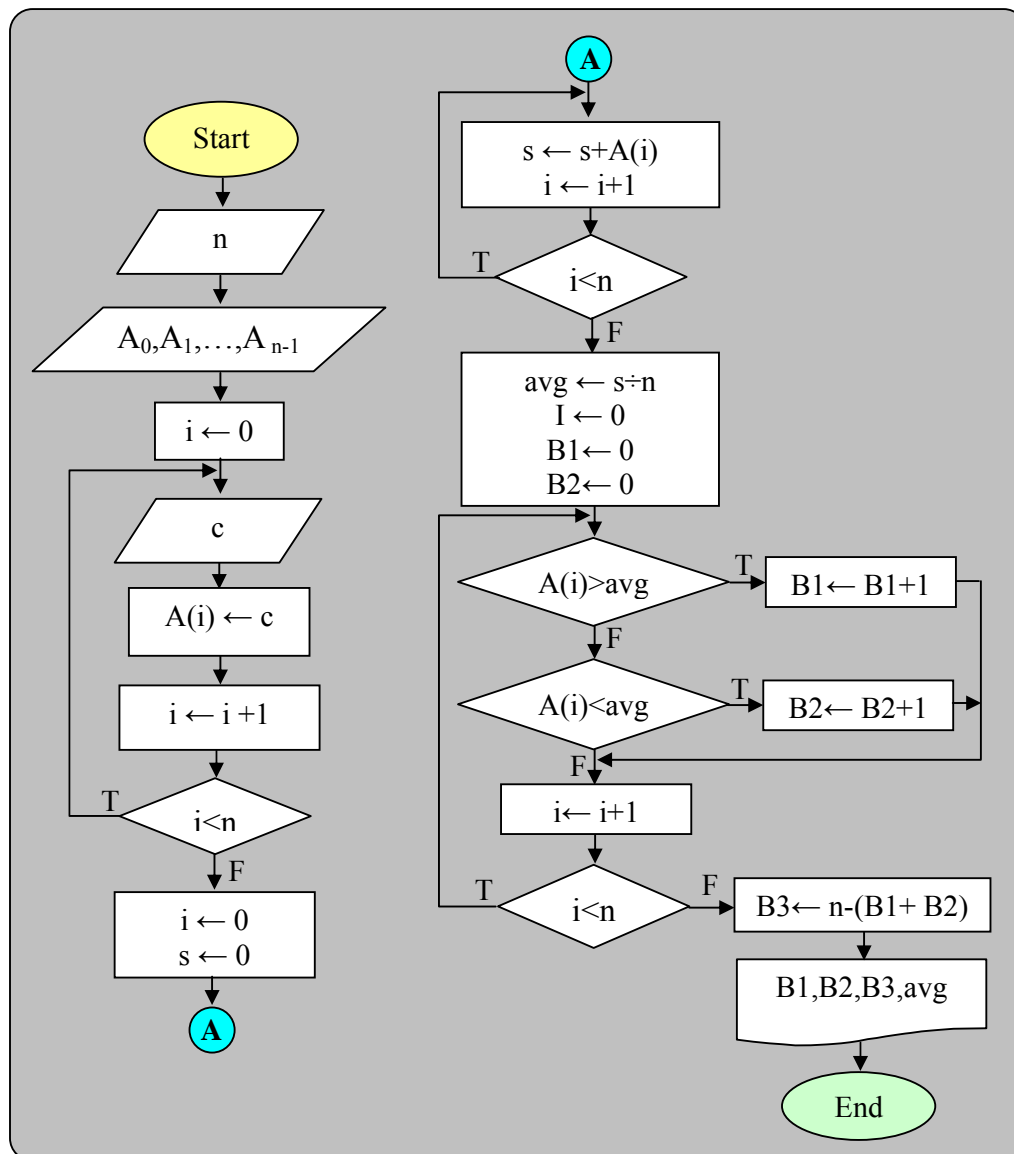 Start
n
A₀,A₁,…,A ₙ₋₁
i ← 0
c
A(i) ← c
i ← i +1
T
i<n
F
i ← 0
s ← 0
A
A
s ← s+A(i)
i ← i+1
T
i<n
F
avg ← s÷n
I ← 0
B1← 0
B2← 0
A(i)>avg
T
B1← B1+1
F
A(i)<avg
T
B2← B2+1
F
i← i+1
T
i<n
F
B3← n-(B1+ B2)
B1,B2,B3,avg
End